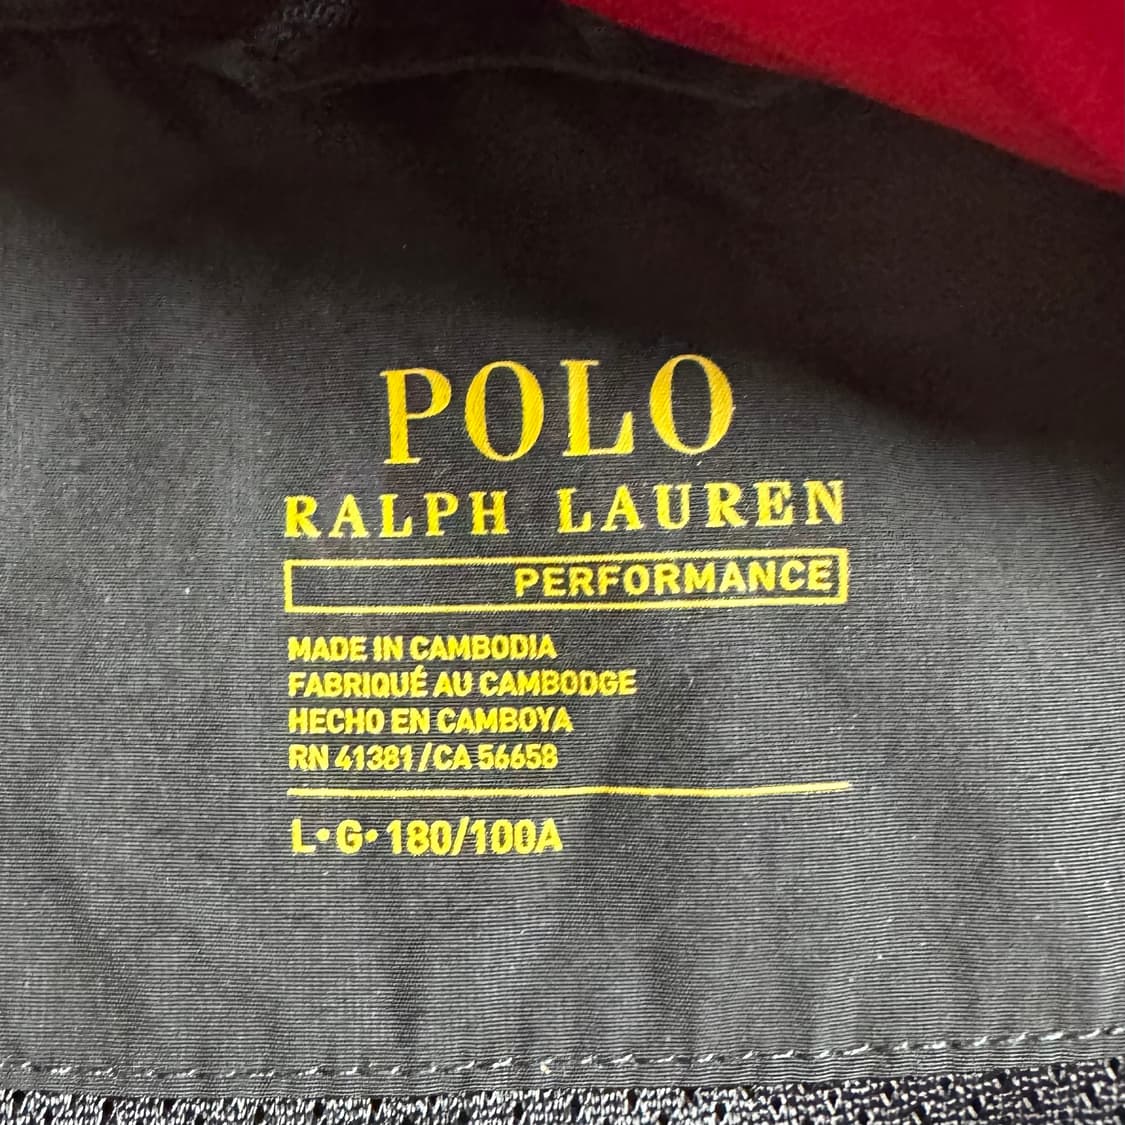 POLO
RALPH LAUREN
PERFORMANCE
MADE IN CAMBODIA
FABRIQUÉ AU CAMBODGE
HECHO EN CAMBOYA
RN 41381/CA 56658
L•G•180/100A